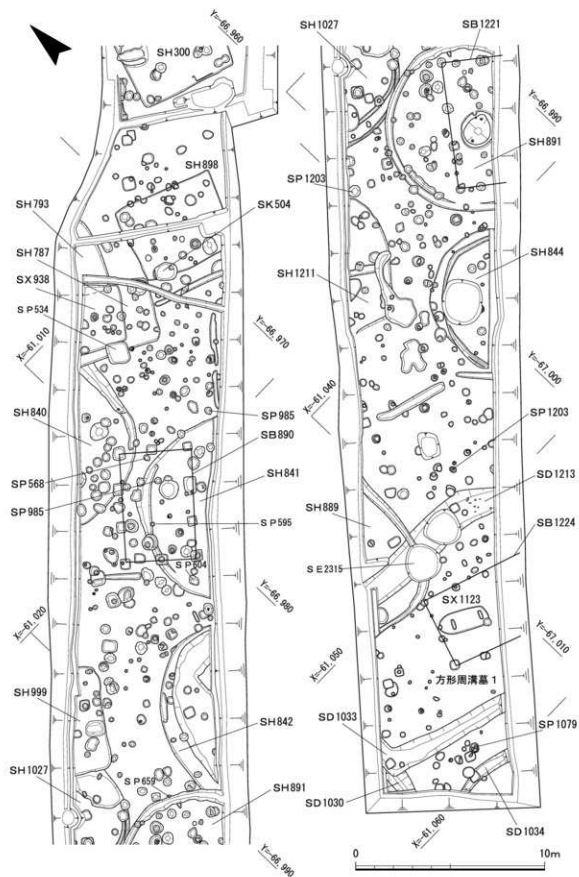 Y=-66,960
SH300
SH898
SH793
SK504
SH787
SX938
SP534
X=-61,010
Y=-66,970
SH840
SP985
SB890
SP568
SH841
SP985
SP595
SP604
X=-61,020
Y=-66,980
SH999
SH842
SH1027
SP659
SH891
Y=-66,990
SH1027
SB1221
Y=-66,990
SH891
SP1203
SH844
SH1211
Y=-67,000
X=-61,040
SP1203
SD1213
SH889
SB1224
SE2315
SX1123
Y=-67,010
X=-61,050
方形周溝墓1
SD1033
SP1079
SD1030
SD1034
X=-61,060
0 10m